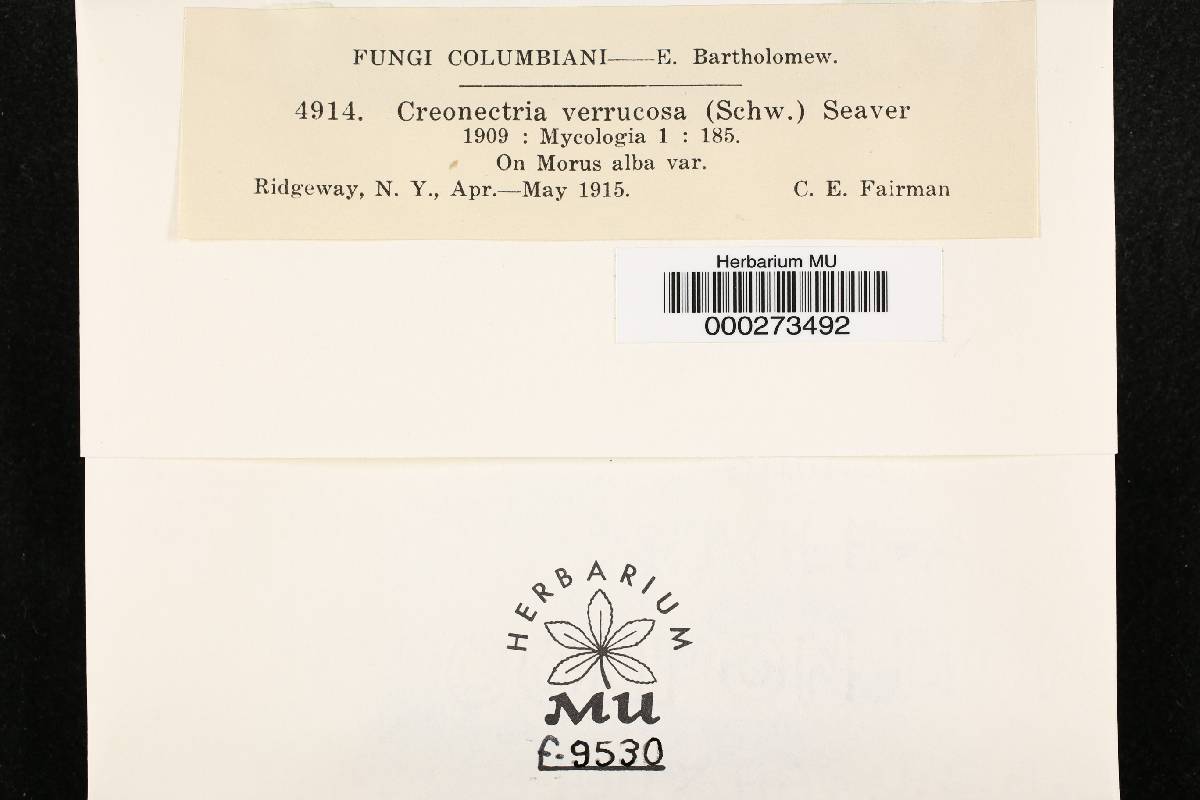 FUNGI COLUMBIANI——E. Bartholomew.
4914. Creonectria verrucosa (Schw.) Seaver
1909 : Mycologia 1 : 185.
On Morus alba var.
Ridgeway, N. Y., Apr.—May 1915. C. E. Fairman
Herbarium MU
000273492
HERBARIUM
MU
F-9530